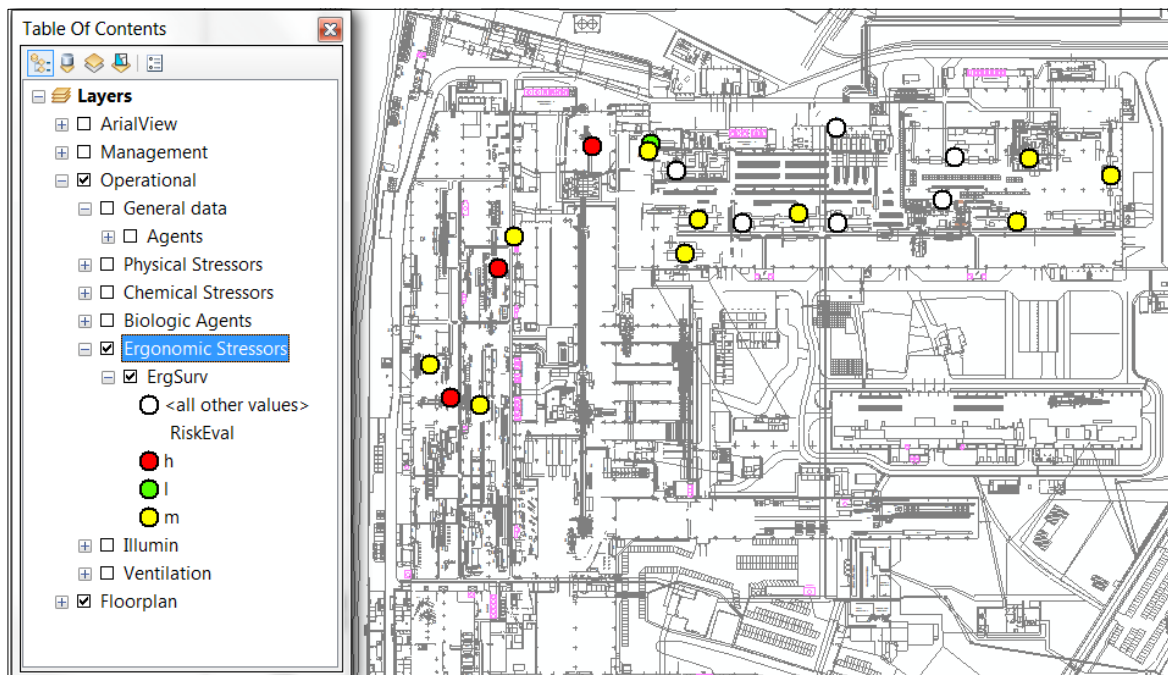 Table Of Contents
Layers
ArialView
Management
Operational
General data
Agents
Physical Stressors
Chemical Stressors
Biologic Agents
Ergonomic Stressors
ErgSurv
<all other values>
RiskEval
h
l
m
Illumin
Ventilation
Floorplan